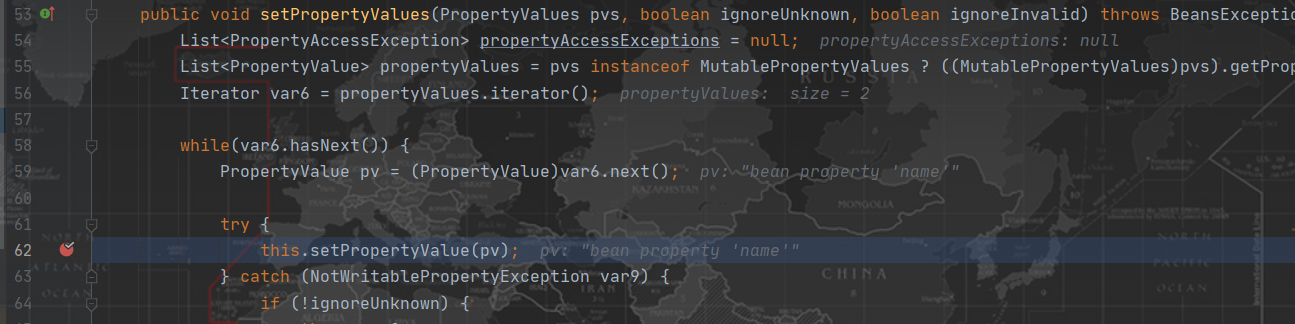 53 public void setPropertyValues(PropertyValues pvs, boolean ignoreUnknown, boolean ignoreInvalid) throws BeansExceptio
54 List<PropertyAccessException> propertyAccessExceptions = null; propertyAccessExceptions: null
55 List<PropertyValue> propertyValues = pvs instanceof MutablePropertyValues ? ((MutablePropertyValues)pvs).getProp
56 Iterator var6 = propertyValues.iterator(); propertyValues: size = 2
57
58 while(var6.hasNext()) {
59 PropertyValue pv = (PropertyValue)var6.next(); pv: "bean property 'name'"
60
61 try {
62 this.setPropertyValue(pv); pv: "bean property 'name'"
63 } catch (NotWritablePropertyException var9) {
64 if (!ignoreUnknown) {
RUSSIA
KAZAKHSTAN
MONGOLIA
CHINA
IRAN
NORTH
ATLANTIC
OCEAN
NORTH
PACIFIC
OCEAN